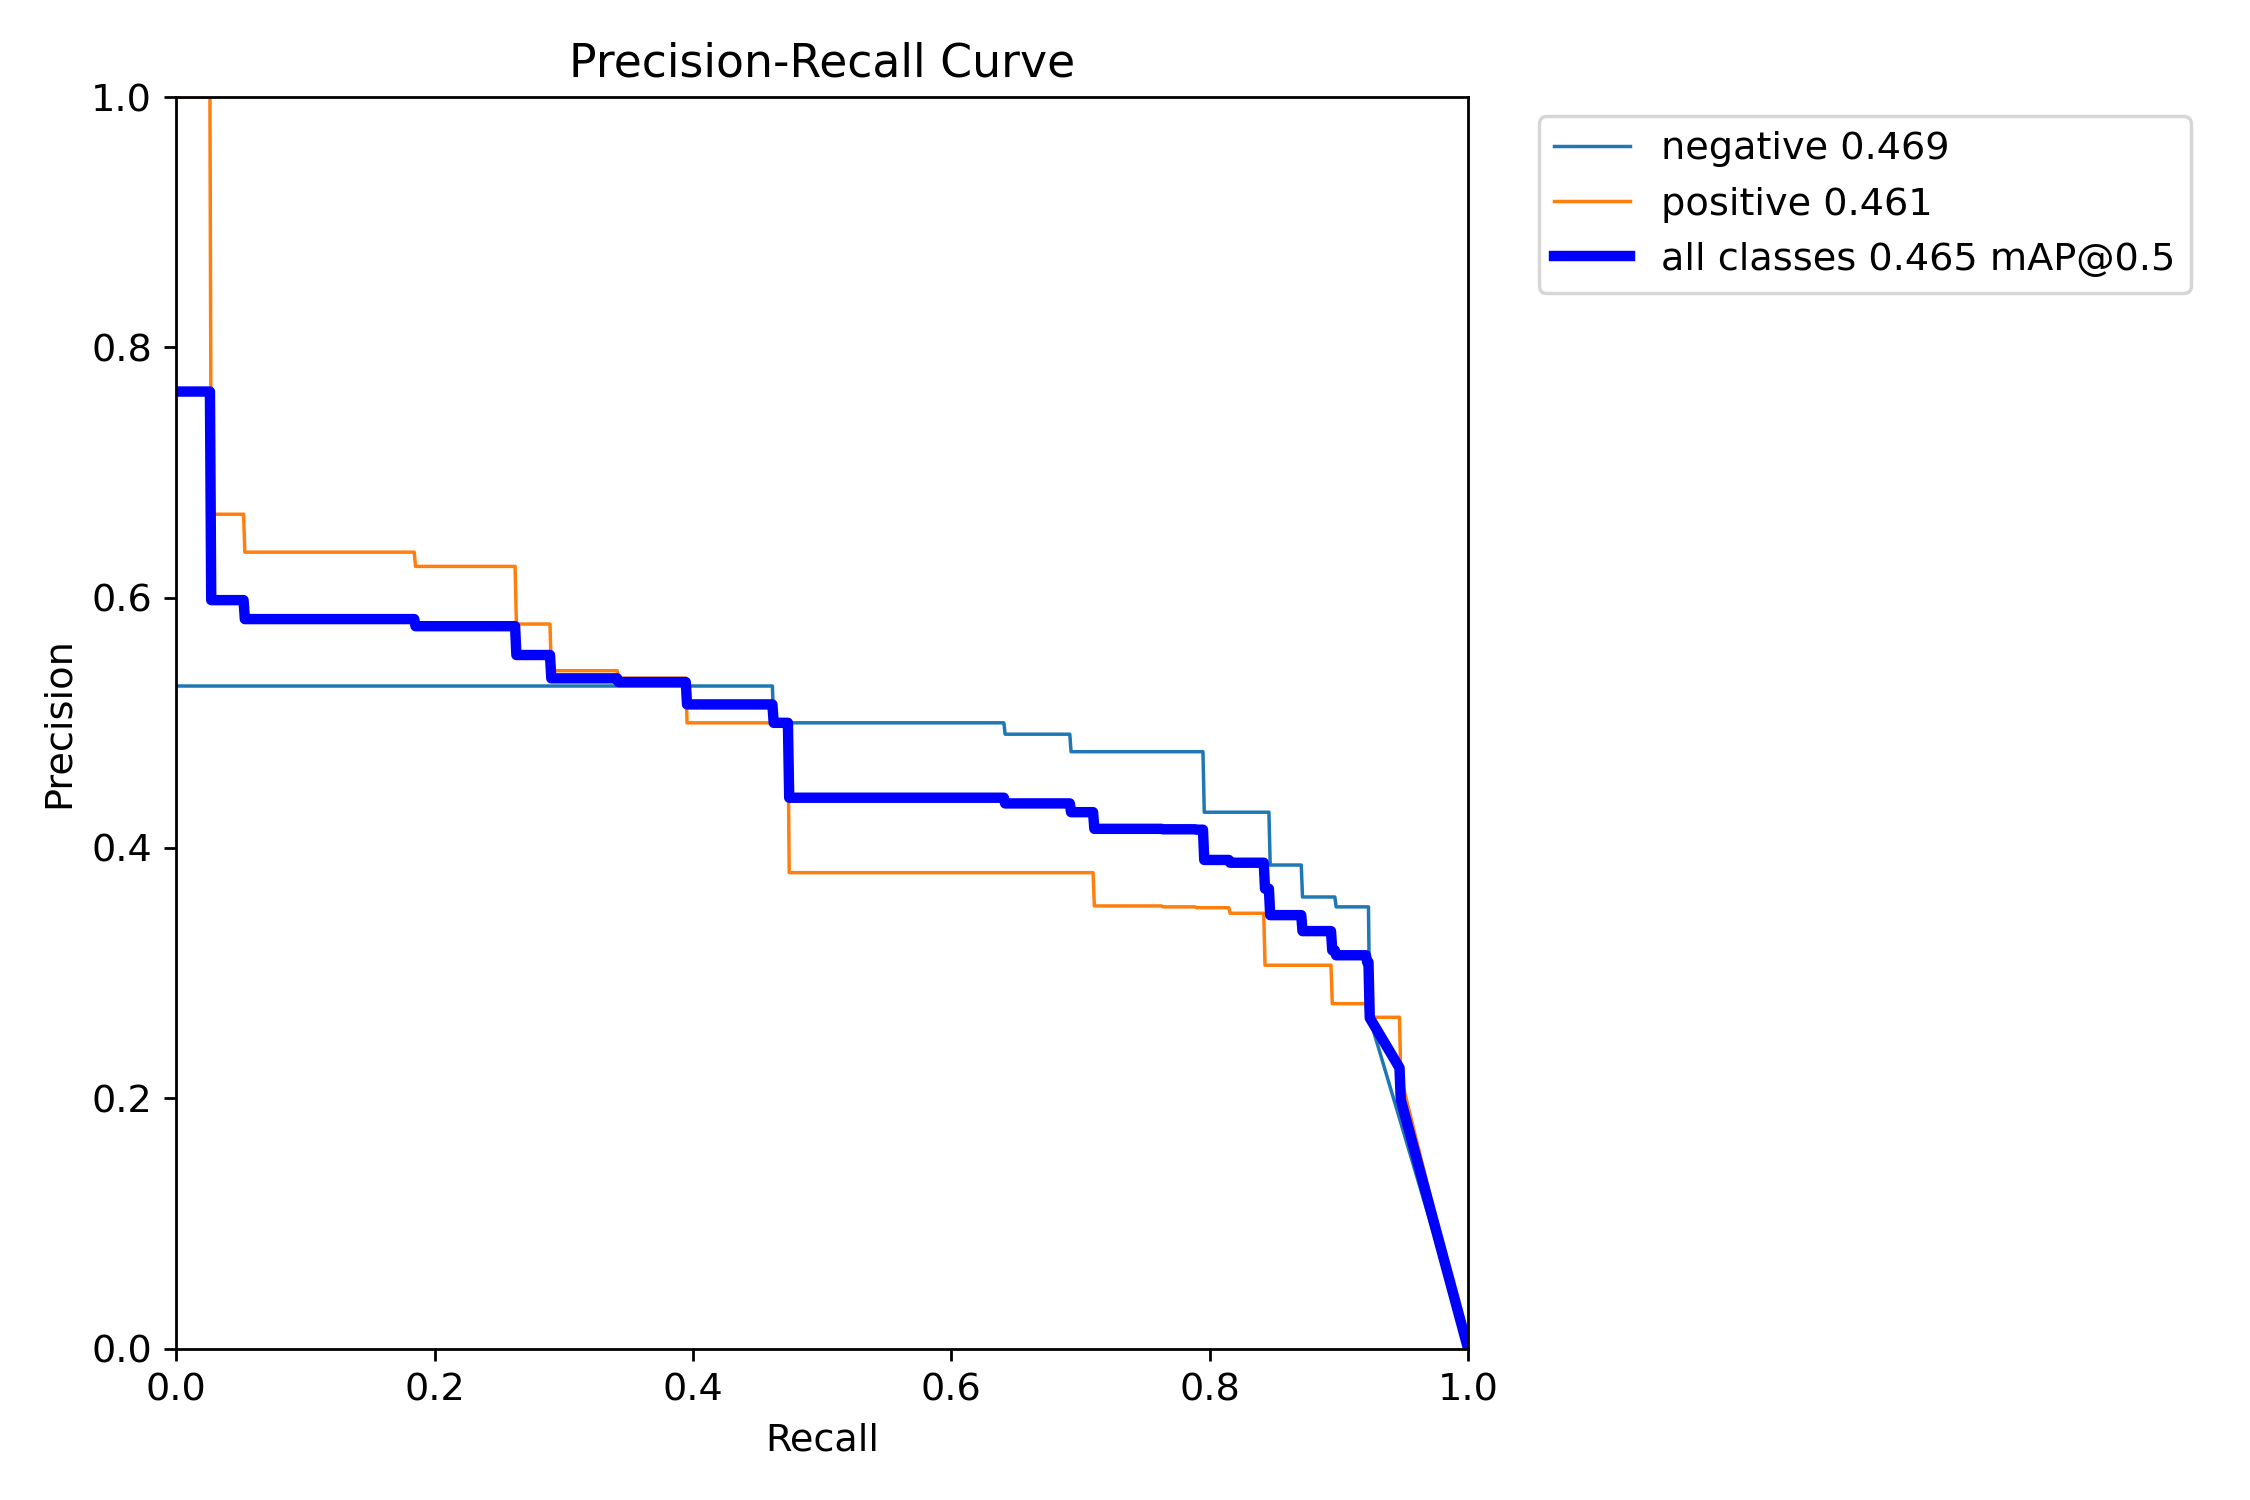 Precision-Recall Curve
1.0
0.8
0.6
0.4
0.2
0.0
Precision
0.0 0.2 0.4 0.6 0.8 1.0
Recall
negative 0.469
positive 0.461
all classes 0.465 mAP@0.5